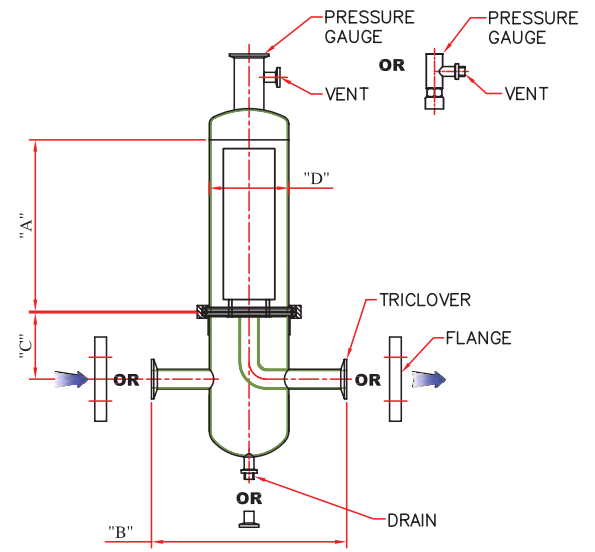 PRESSURE
GAUGE
VENT
OR
PRESSURE
GAUGE
VENT
"D"
"A"
TRICLOVER
"C"
FLANGE
OR
OR
OR
DRAIN
"B"